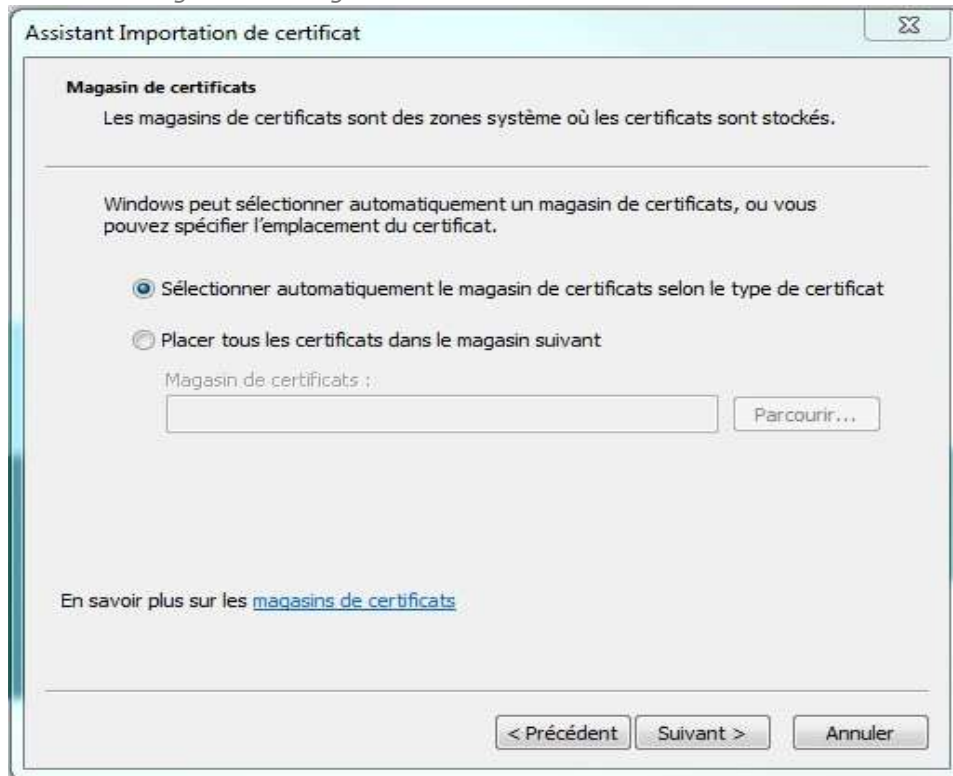 Assistant Importation de certificat
Magasin de certificats
Les magasins de certificats sont des zones système où les certificats sont stockés.
Windows peut sélectionner automatiquement un magasin de certificats, ou vous
pouvez spécifier l'emplacement du certificat.
Sélectionner automatiquement le magasin de certificats selon le type de certificat
Placer tous les certificats dans le magasin suivant
Magasin de certificats :
Parcourir...
En savoir plus sur les magasins de certificats
< Précédent
Suivant >
Annuler